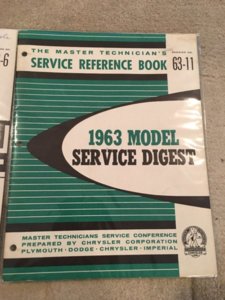 THE MASTER TECHNICIAN'S
SERVICE REFERENCE BOOK
63-11
-6
1963 MODEL
SERVICE DIGEST
MASTER TECHNICIANS SERVICE CONFERENCE
PREPARED BY CHRYSLER CORPORATION
PLYMOUTH · DODGE · CHRYSLER · IMPERIAL